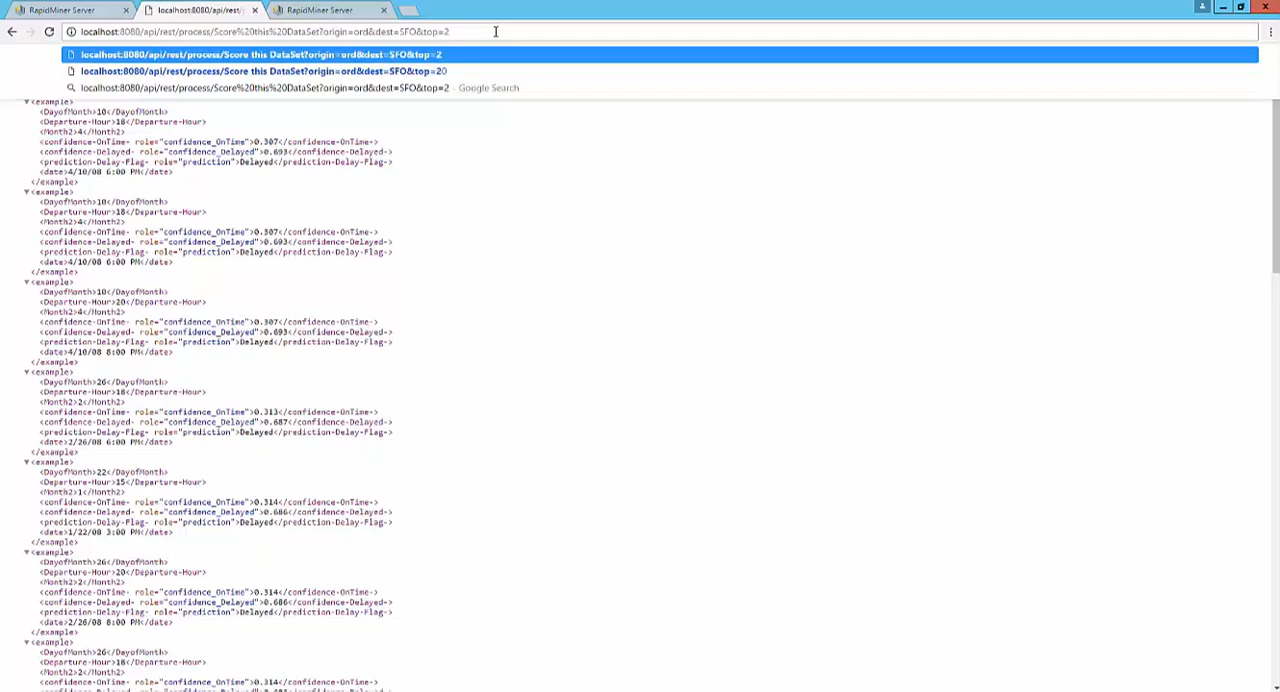 RapidMiner Server
localhost:8080/api/rest/p
RapidMiner Server
localhost:8080/api/rest/process/Score%20this%20DataSet?origin=ord&dest=SFO&top=2
localhost:8080/api/rest/process/Score this DataSet?origin=ord&dest=SFO&top=2
localhost:8080/api/rest/process/Score this DataSet?origin=ord&dest=SFO&top=20
localhost:8080/api/rest/process/Score%20this%20DataSet?origin=ord&dest=SFO&top=2 - Google Search
▼<example>
<DayofMonth>10</DayofMonth>
<Departure-Hour>18</Departure-Hour>
<Month2>4</Month2>
<confidence-OnTime- role="confidence_OnTime">0.307</confidence-OnTime->
<confidence-Delayed- role="confidence_Delayed">0.693</confidence-Delayed->
<prediction-Delay-Flag- role="prediction">Delayed</prediction-Delay-Flag->
<date>4/10/08 6:00 PM</date>
</example>
▼<example>
<DayofMonth>10</DayofMonth>
<Departure-Hour>18</Departure-Hour>
<Month2>4</Month2>
<confidence-OnTime- role="confidence_OnTime">0.307</confidence-OnTime->
<confidence-Delayed- role="confidence_Delayed">0.693</confidence-Delayed->
<prediction-Delay-Flag- role="prediction">Delayed</prediction-Delay-Flag->
<date>4/10/08 6:00 PM</date>
</example>
▼<example>
<DayofMonth>10</DayofMonth>
<Departure-Hour>20</Departure-Hour>
<Month2>4</Month2>
<confidence-OnTime- role="confidence_OnTime">0.307</confidence-OnTime->
<confidence-Delayed- role="confidence_Delayed">0.693</confidence-Delayed->
<prediction-Delay-Flag- role="prediction">Delayed</prediction-Delay-Flag->
<date>4/10/08 8:00 PM</date>
</example>
▼<example>
<DayofMonth>26</DayofMonth>
<Departure-Hour>18</Departure-Hour>
<Month2>2</Month2>
<confidence-OnTime- role="confidence_OnTime">0.313</confidence-OnTime->
<confidence-Delayed- role="confidence_Delayed">0.687</confidence-Delayed->
<prediction-Delay-Flag- role="prediction">Delayed</prediction-Delay-Flag->
<date>2/26/08 6:00 PM</date>
</example>
▼<example>
<DayofMonth>22</DayofMonth>
<Departure-Hour>15</Departure-Hour>
<Month2>1</Month2>
<confidence-OnTime- role="confidence_OnTime">0.314</confidence-OnTime->
<confidence-Delayed- role="confidence_Delayed">0.686</confidence-Delayed->
<prediction-Delay-Flag- role="prediction">Delayed</prediction-Delay-Flag->
<date>1/22/08 3:00 PM</date>
</example>
▼<example>
<DayofMonth>26</DayofMonth>
<Departure-Hour>20</Departure-Hour>
<Month2>2</Month2>
<confidence-OnTime- role="confidence_OnTime">0.314</confidence-OnTime->
<confidence-Delayed- role="confidence_Delayed">0.686</confidence-Delayed->
<prediction-Delay-Flag- role="prediction">Delayed</prediction-Delay-Flag->
<date>2/26/08 8:00 PM</date>
</example>
▼<example>
<DayofMonth>26</DayofMonth>
<Departure-Hour>18</Departure-Hour>
<Month2>2</Month2>
<confidence-OnTime- role="confidence_OnTime">0.314</confidence-OnTime->